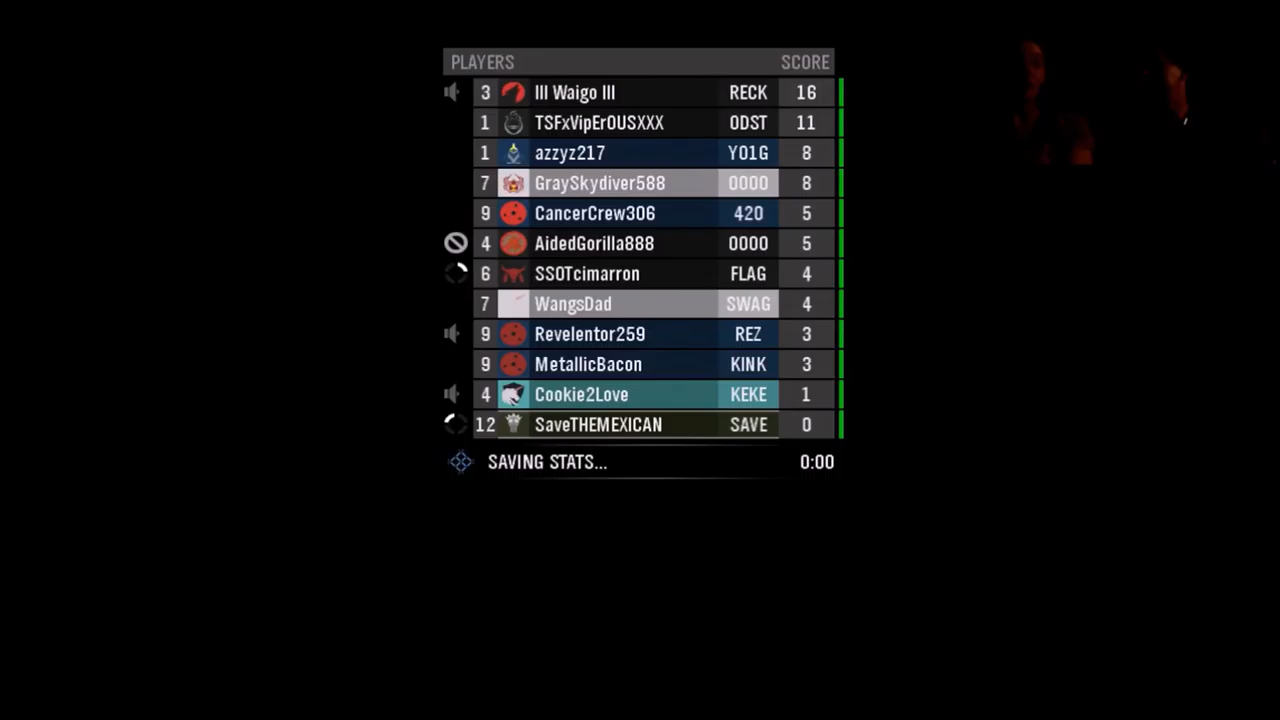 PLAYERS SCORE
3 III Waigo III RECK 16
1 TSFxVipErOUSXXX ODST 11
1 azzyz217 YO1G 8
7 GraySkydiver588 0000 8
9 CancerCrew306 420 5
4 AidedGorilla888 0000 5
6 SSOTcimarron FLAG 4
7 WangsDad SWAG 4
9 Revelentor259 REZ 3
9 MetallicBacon KINK 3
4 Cookie2Love KEKE 1
12 SaveTHEMEXICAN SAVE 0
SAVING STATS... 0:00